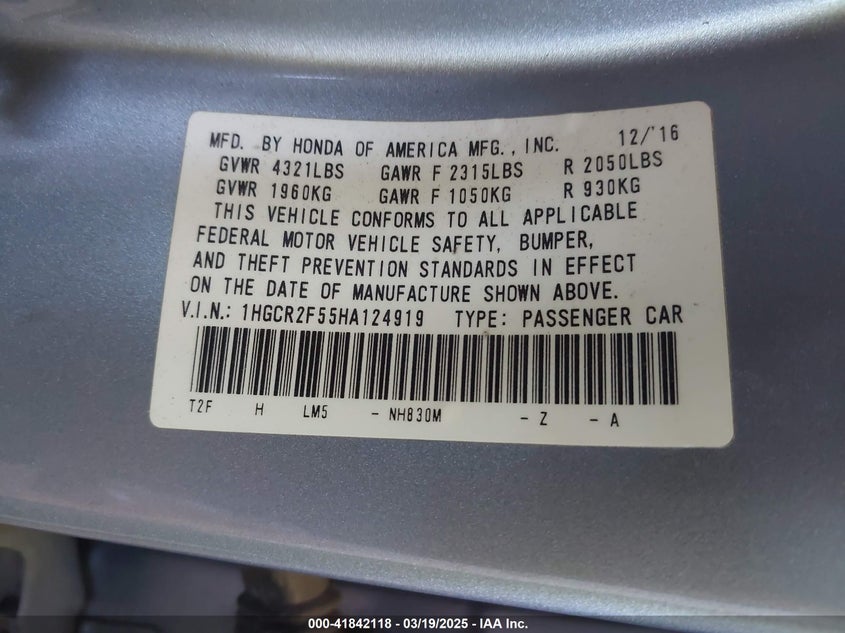 MFD. BY HONDA OF AMERICA MFG., INC. 12/'16
GVWR 4321LBS GAWR F 2315LBS R 2050LBS
GVWR 1960KG GAWR F 1050KG R 930KG
THIS VEHICLE CONFORMS TO ALL APPLICABLE
FEDERAL MOTOR VEHICLE SAFETY, BUMPER,
AND THEFT PREVENTION STANDARDS IN EFFECT
ON THE DATE OF MANUFACTURE SHOWN ABOVE.
V.I.N.: 1HGCR2F55HA124919 TYPE: PASSENGER CAR
T2F H LM5 - NH830M - Z - A
000-41842118 - 03/19/2025 - IAA Inc.